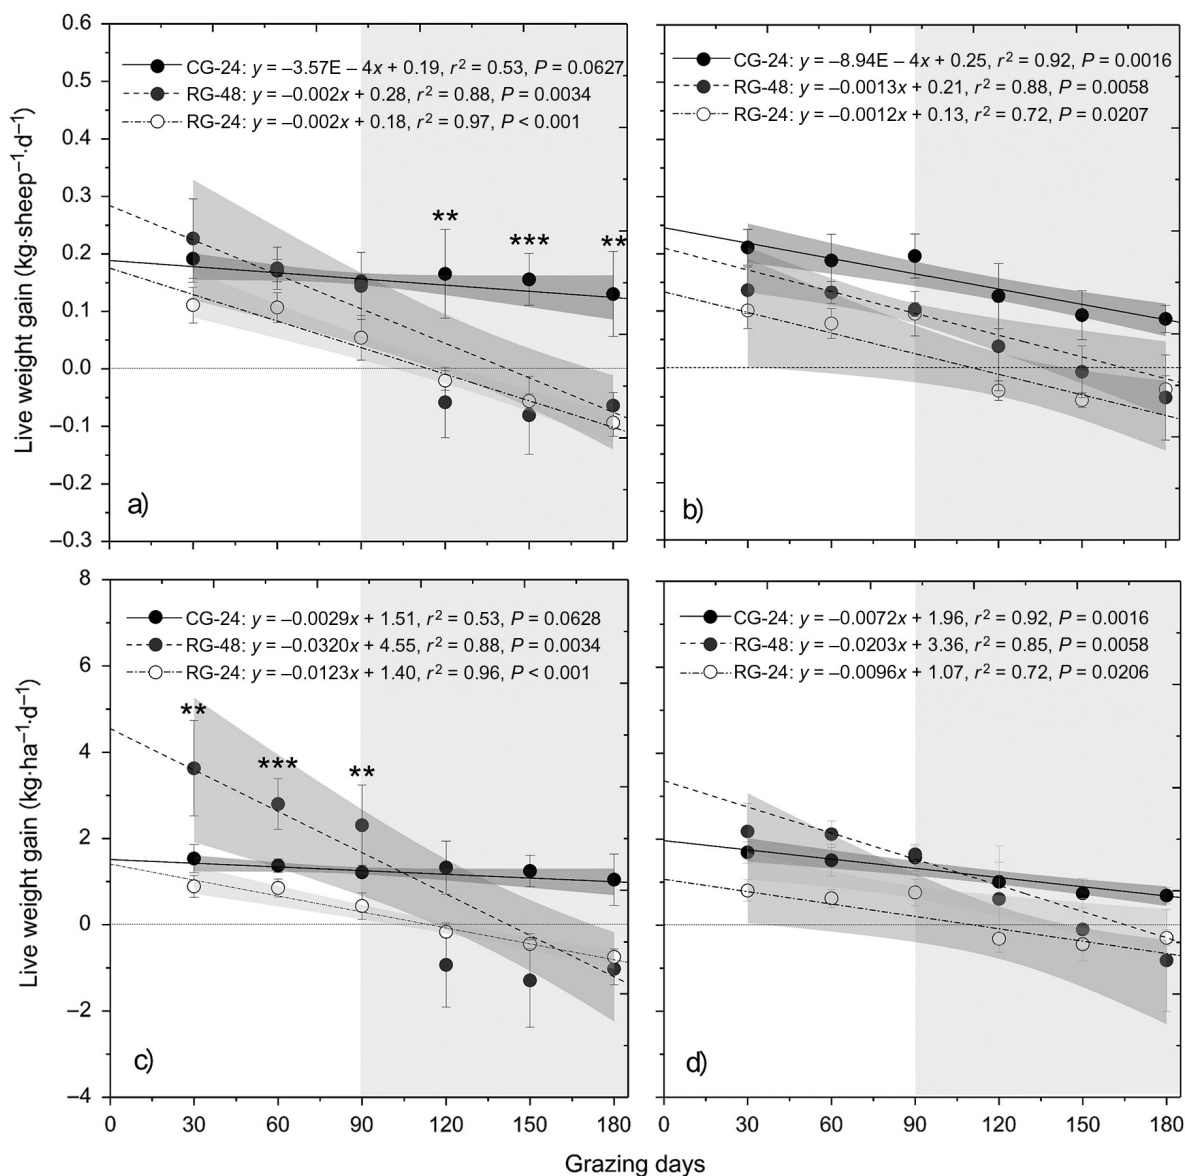 Live weight gain (kg·sheep⁻¹·d⁻¹)
0.6
0.5
0.4
0.3
0.2
0.1
0.0
–0.1
–0.2
–0.3
CG-24: y = –3.57E – 4x + 0.19, r² = 0.53, P = 0.0627
RG-48: y = –0.002x + 0.28, r² = 0.88, P = 0.0034
RG-24: y = –0.002x + 0.18, r² = 0.97, P < 0.001
** *** **
a)
CG-24: y = –8.94E – 4x + 0.25, r² = 0.92, P = 0.0016
RG-48: y = –0.0013x + 0.21, r² = 0.88, P = 0.0058
RG-24: y = –0.0012x + 0.13, r² = 0.72, P = 0.0207
b)
Live weight gain (kg·ha⁻¹·d⁻¹)
8
6
4
2
0
–2
–4
CG-24: y = –0.0029x + 1.51, r² = 0.53, P = 0.0628
RG-48: y = –0.0320x + 4.55, r² = 0.88, P = 0.0034
RG-24: y = –0.0123x + 1.40, r² = 0.96, P < 0.001
** *** **
c)
CG-24: y = –0.0072x + 1.96, r² = 0.92, P = 0.0016
RG-48: y = –0.0203x + 3.36, r² = 0.85, P = 0.0058
RG-24: y = –0.0096x + 1.07, r² = 0.72, P = 0.0206
d)
0 30 60 90 120 150 180
0 30 60 90 120 150 180
Grazing days